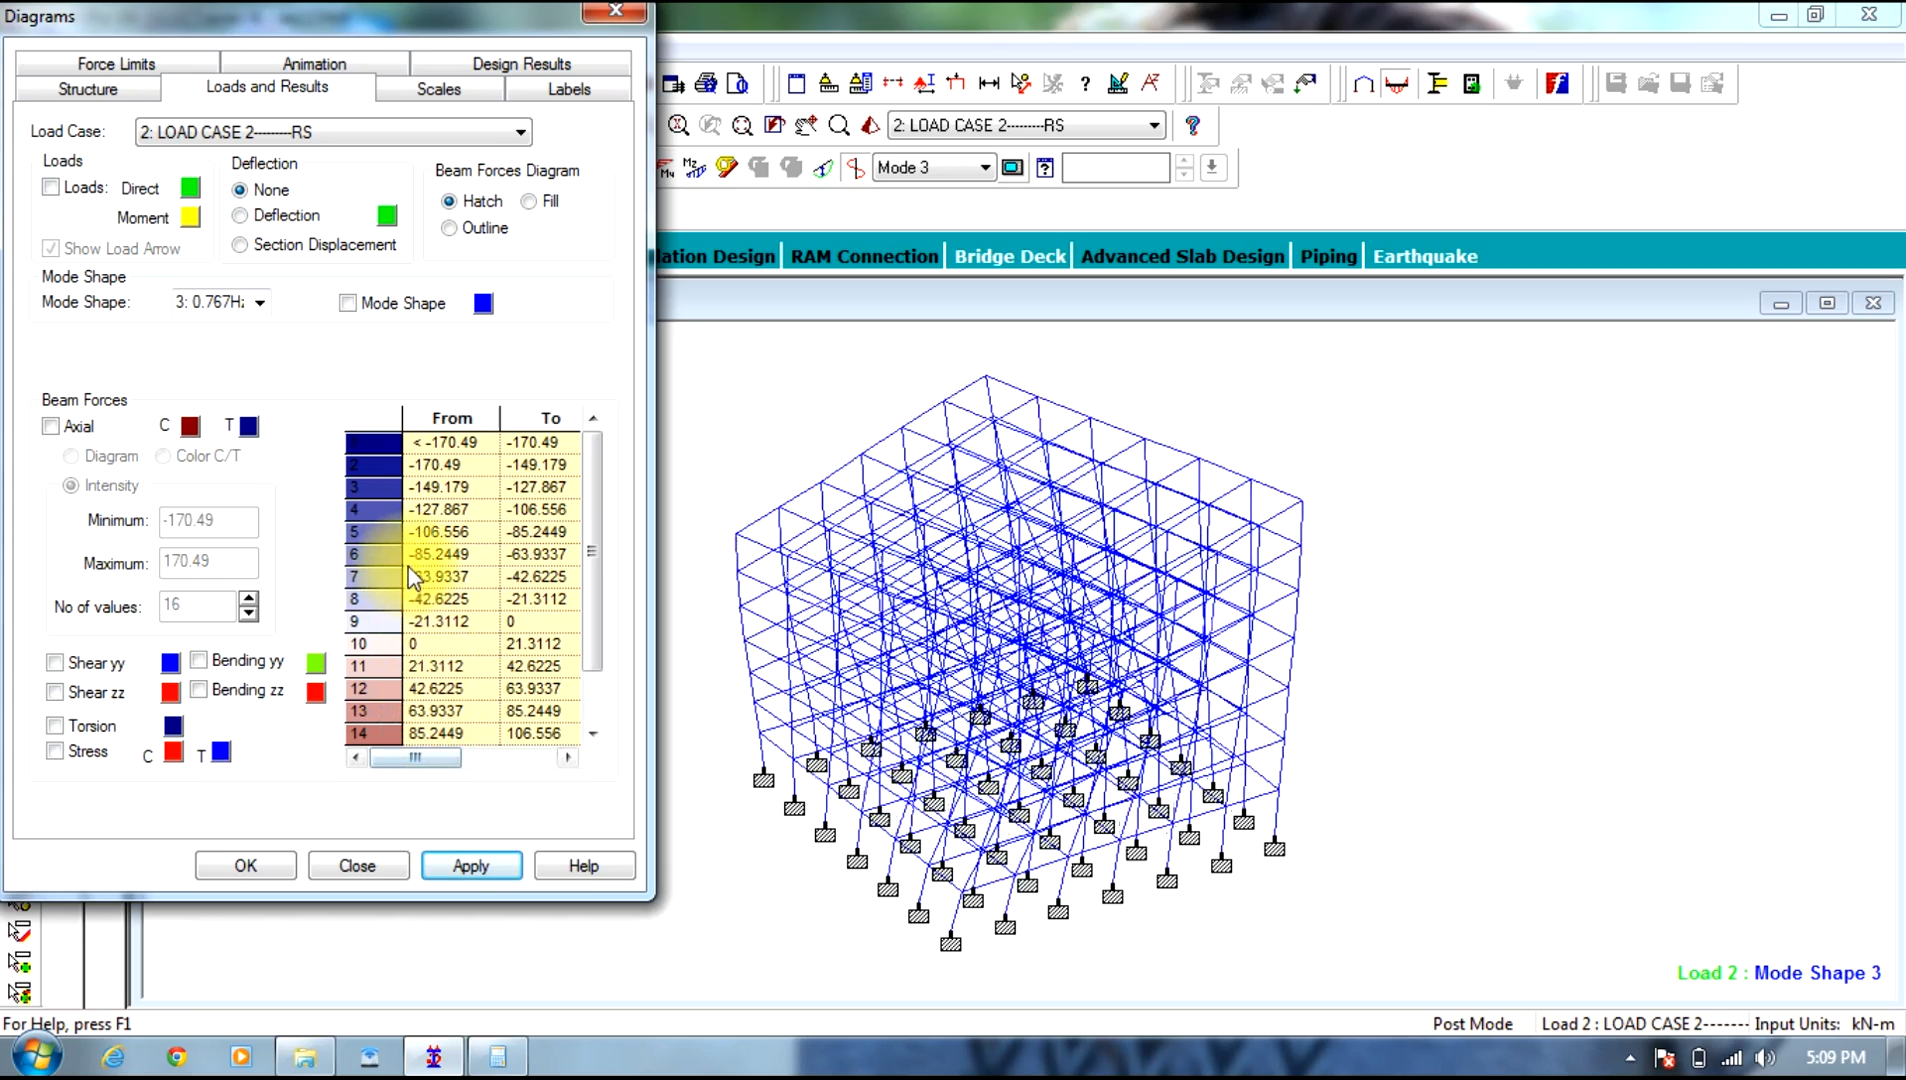 Diagrams
Force Limits
Animation
Design Results
Structure
Loads and Results
Scales
Labels
Load Case:
2: LOAD CASE 2--------RS
Loads
Loads:
Direct
Moment
Show Load Arrow
Deflection
None
Deflection
Section Displacement
Beam Forces Diagram
Hatch
Fill
Outline
Mode Shape
Mode Shape:
3: 0.767Hz
Mode Shape
Beam Forces
Axial
C
T
Diagram
Color C/T
Intensity
Minimum:
-170.49
Maximum:
170.49
No of values:
16
Shear yy
Bending yy
Shear zz
Bending zz
Torsion
Stress
C
T
From To
< -170.49 -170.49
2 -170.49 -149.179
3 -149.179 -127.867
4 -127.867 -106.556
5 -106.556 -85.2449
6 -85.2449 -63.9337
7 63.9337 -42.6225
8 -42.6225 -21.3112
9 -21.3112 0
10 0 21.3112
11 21.3112 42.6225
12 42.6225 63.9337
13 63.9337 85.2449
14 85.2449 106.556
OK
Close
Apply
Help
2: LOAD CASE 2--------RS
Mode 3
lation Design
RAM Connection
Bridge Deck
Advanced Slab Design
Piping
Earthquake
Load 2 : Mode Shape 3
For Help, press F1
Post Mode
Load 2 : LOAD CASE 2-------
Input Units: kN-m
5:09 PM